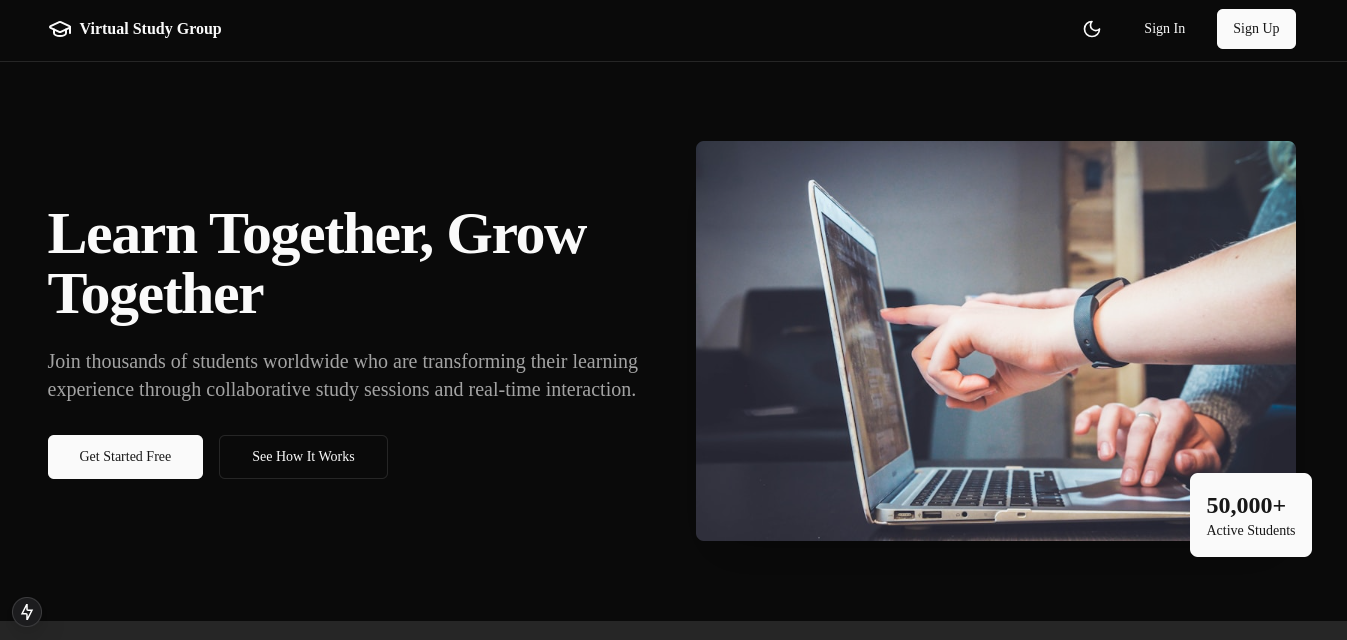 Virtual Study Group
Sign In
Sign Up
Learn Together, Grow
Together
Join thousands of students worldwide who are transforming their learning
experience through collaborative study sessions and real-time interaction.
Get Started Free
See How It Works
50,000+
Active Students